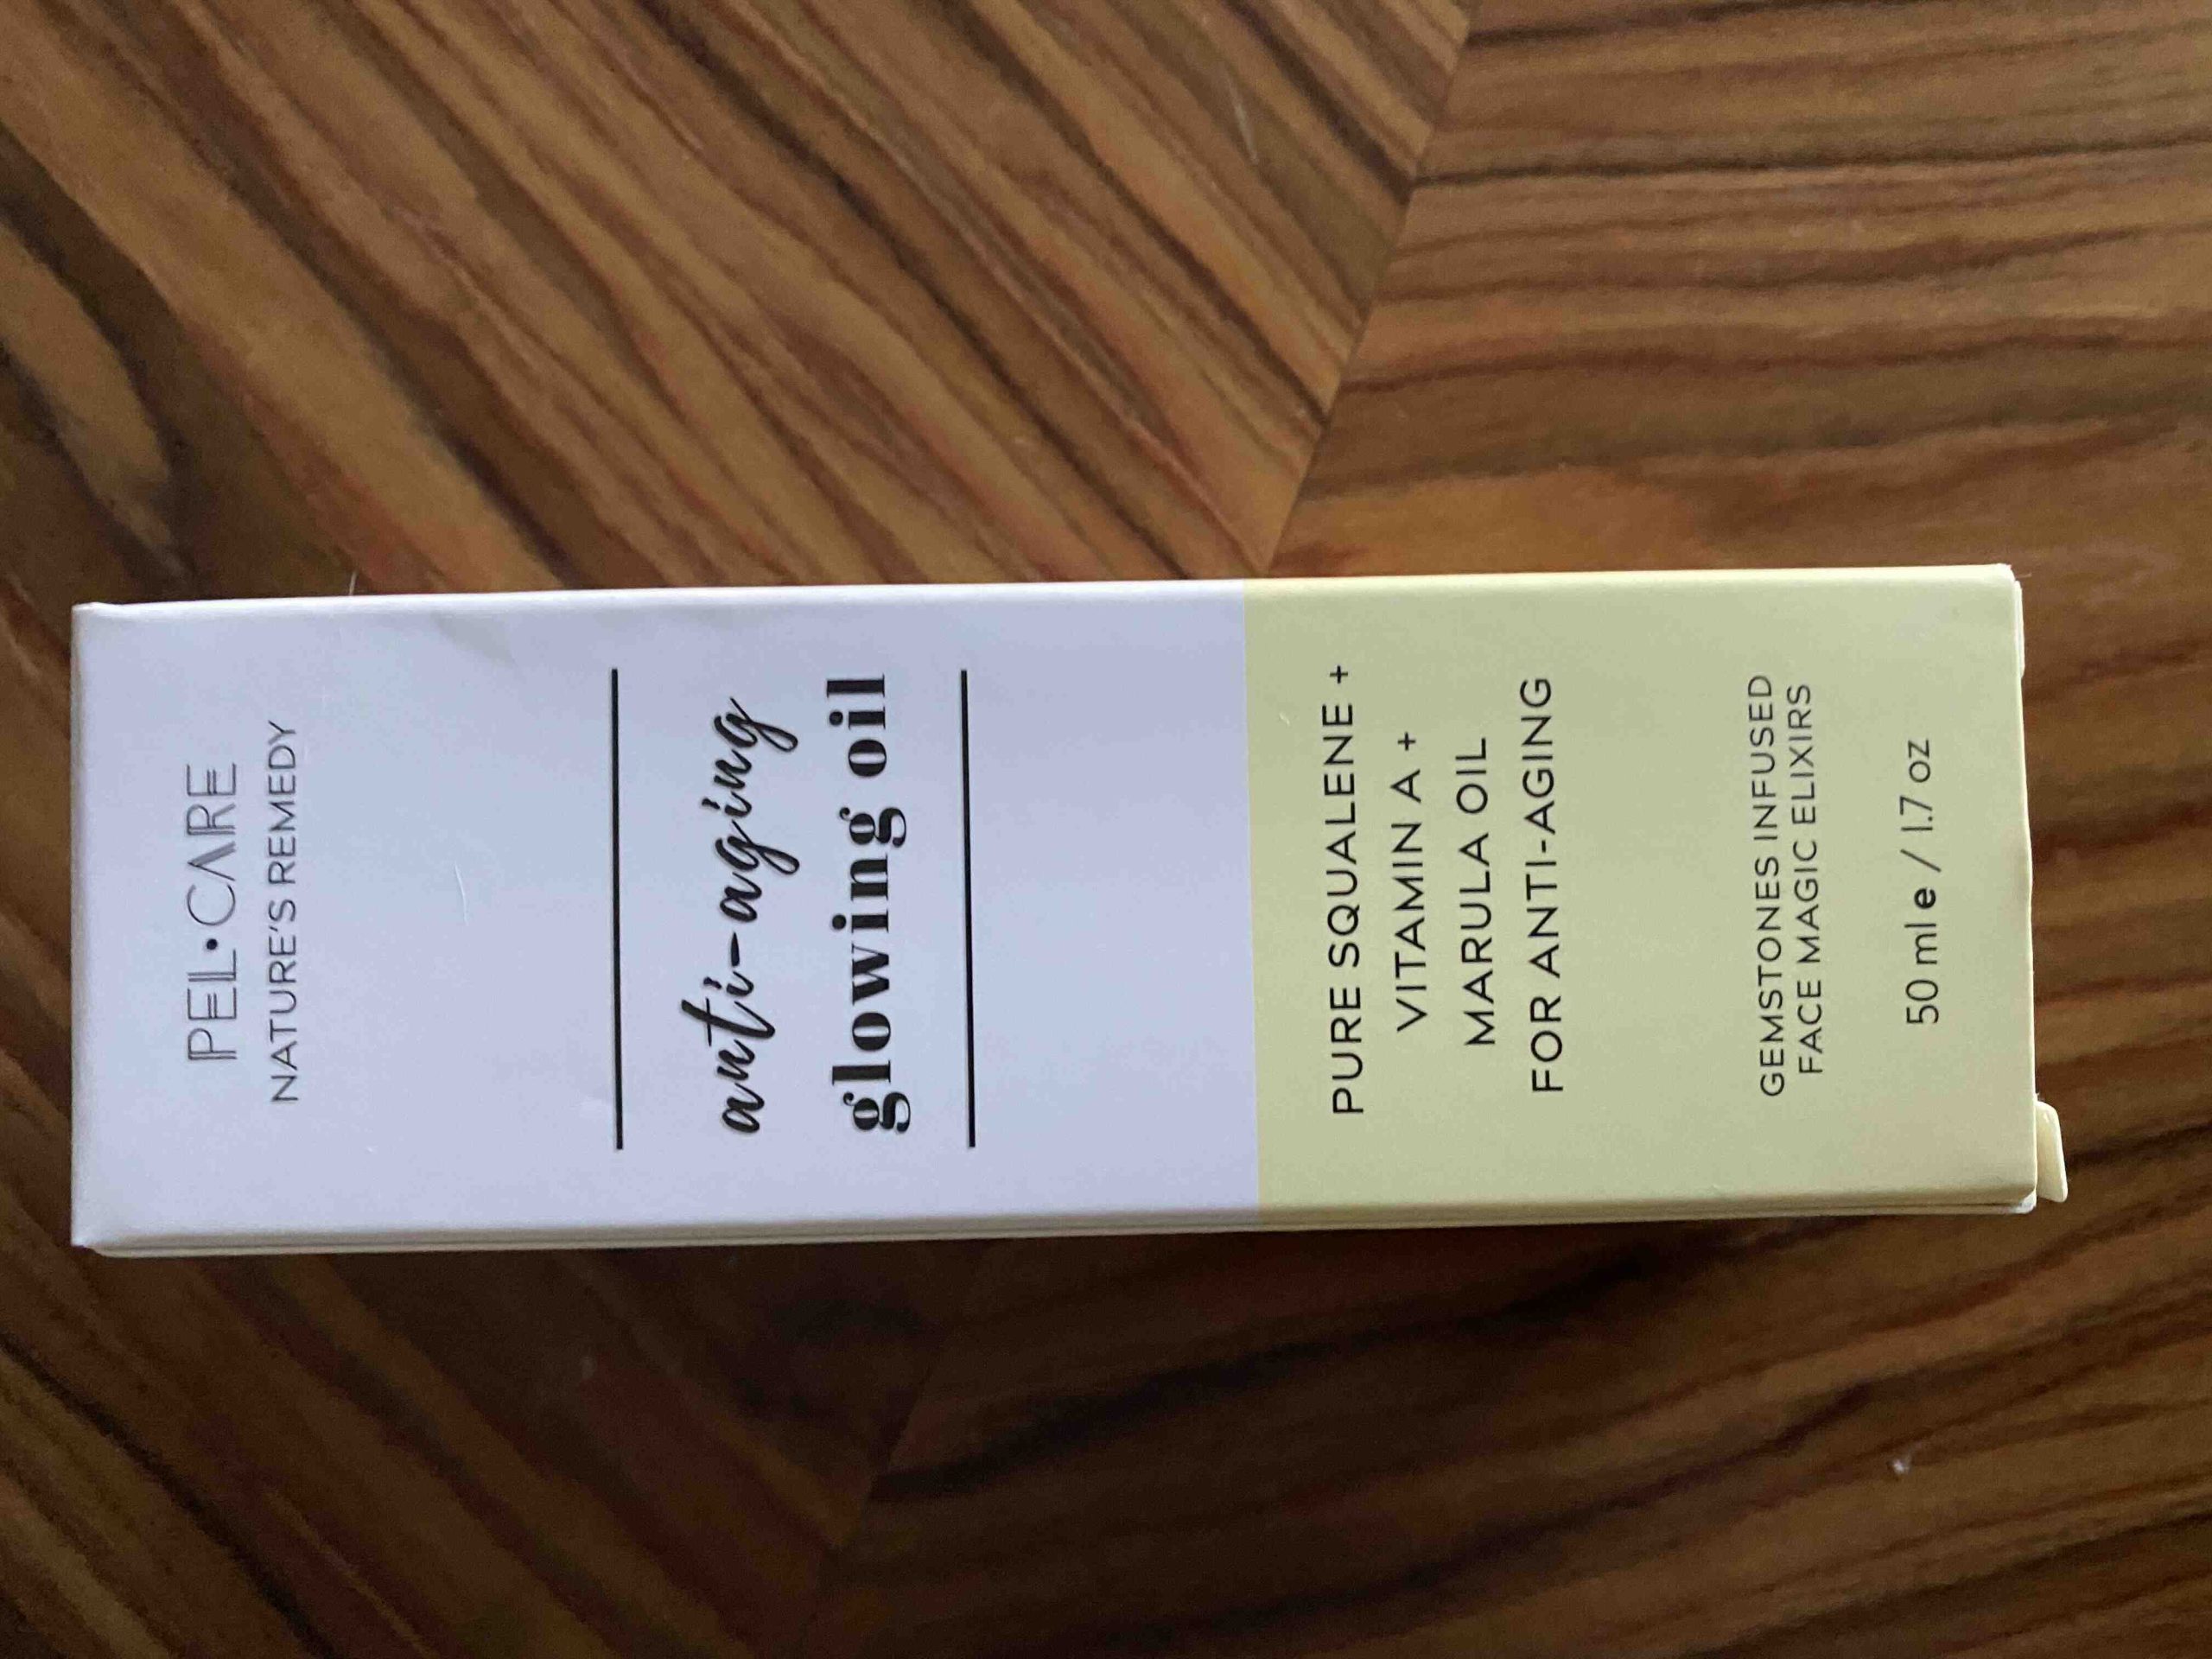 PEL·CARE
NATURE'S REMEDY
anti-aging
glowing oil
PURE SQUALENE +
VITAMIN A +
MARULA OIL
FOR ANTI-AGING
GEMSTONES INFUSED
FACE MAGIC ELIXIRS
50 ml e / 1.7 oz